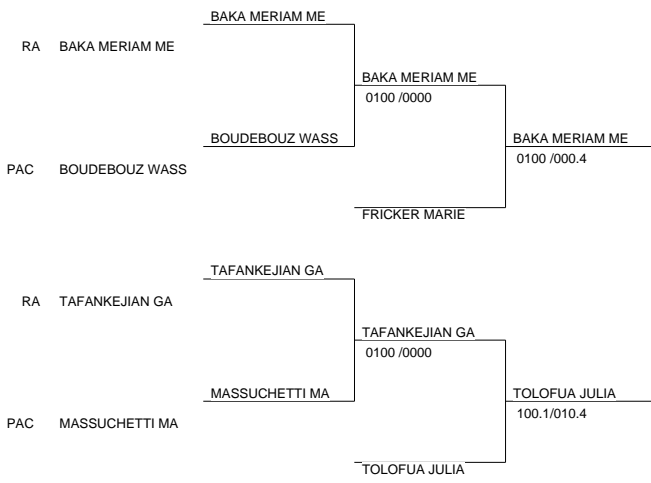 BAKA MERIAM ME
RA BAKA MERIAM ME
BAKA MERIAM ME
0100 /0000
BOUDEBOUZ WASS
BAKA MERIAM ME
0100 /000.4
PAC BOUDEBOUZ WASS
FRICKER MARIE
TAFANKEJIAN GA
RA TAFANKEJIAN GA
TAFANKEJIAN GA
0100 /0000
MASSUCHETTI MA
TOLOFUA JULIA
100.1/010.4
PAC MASSUCHETTI MA
TOLOFUA JULIA